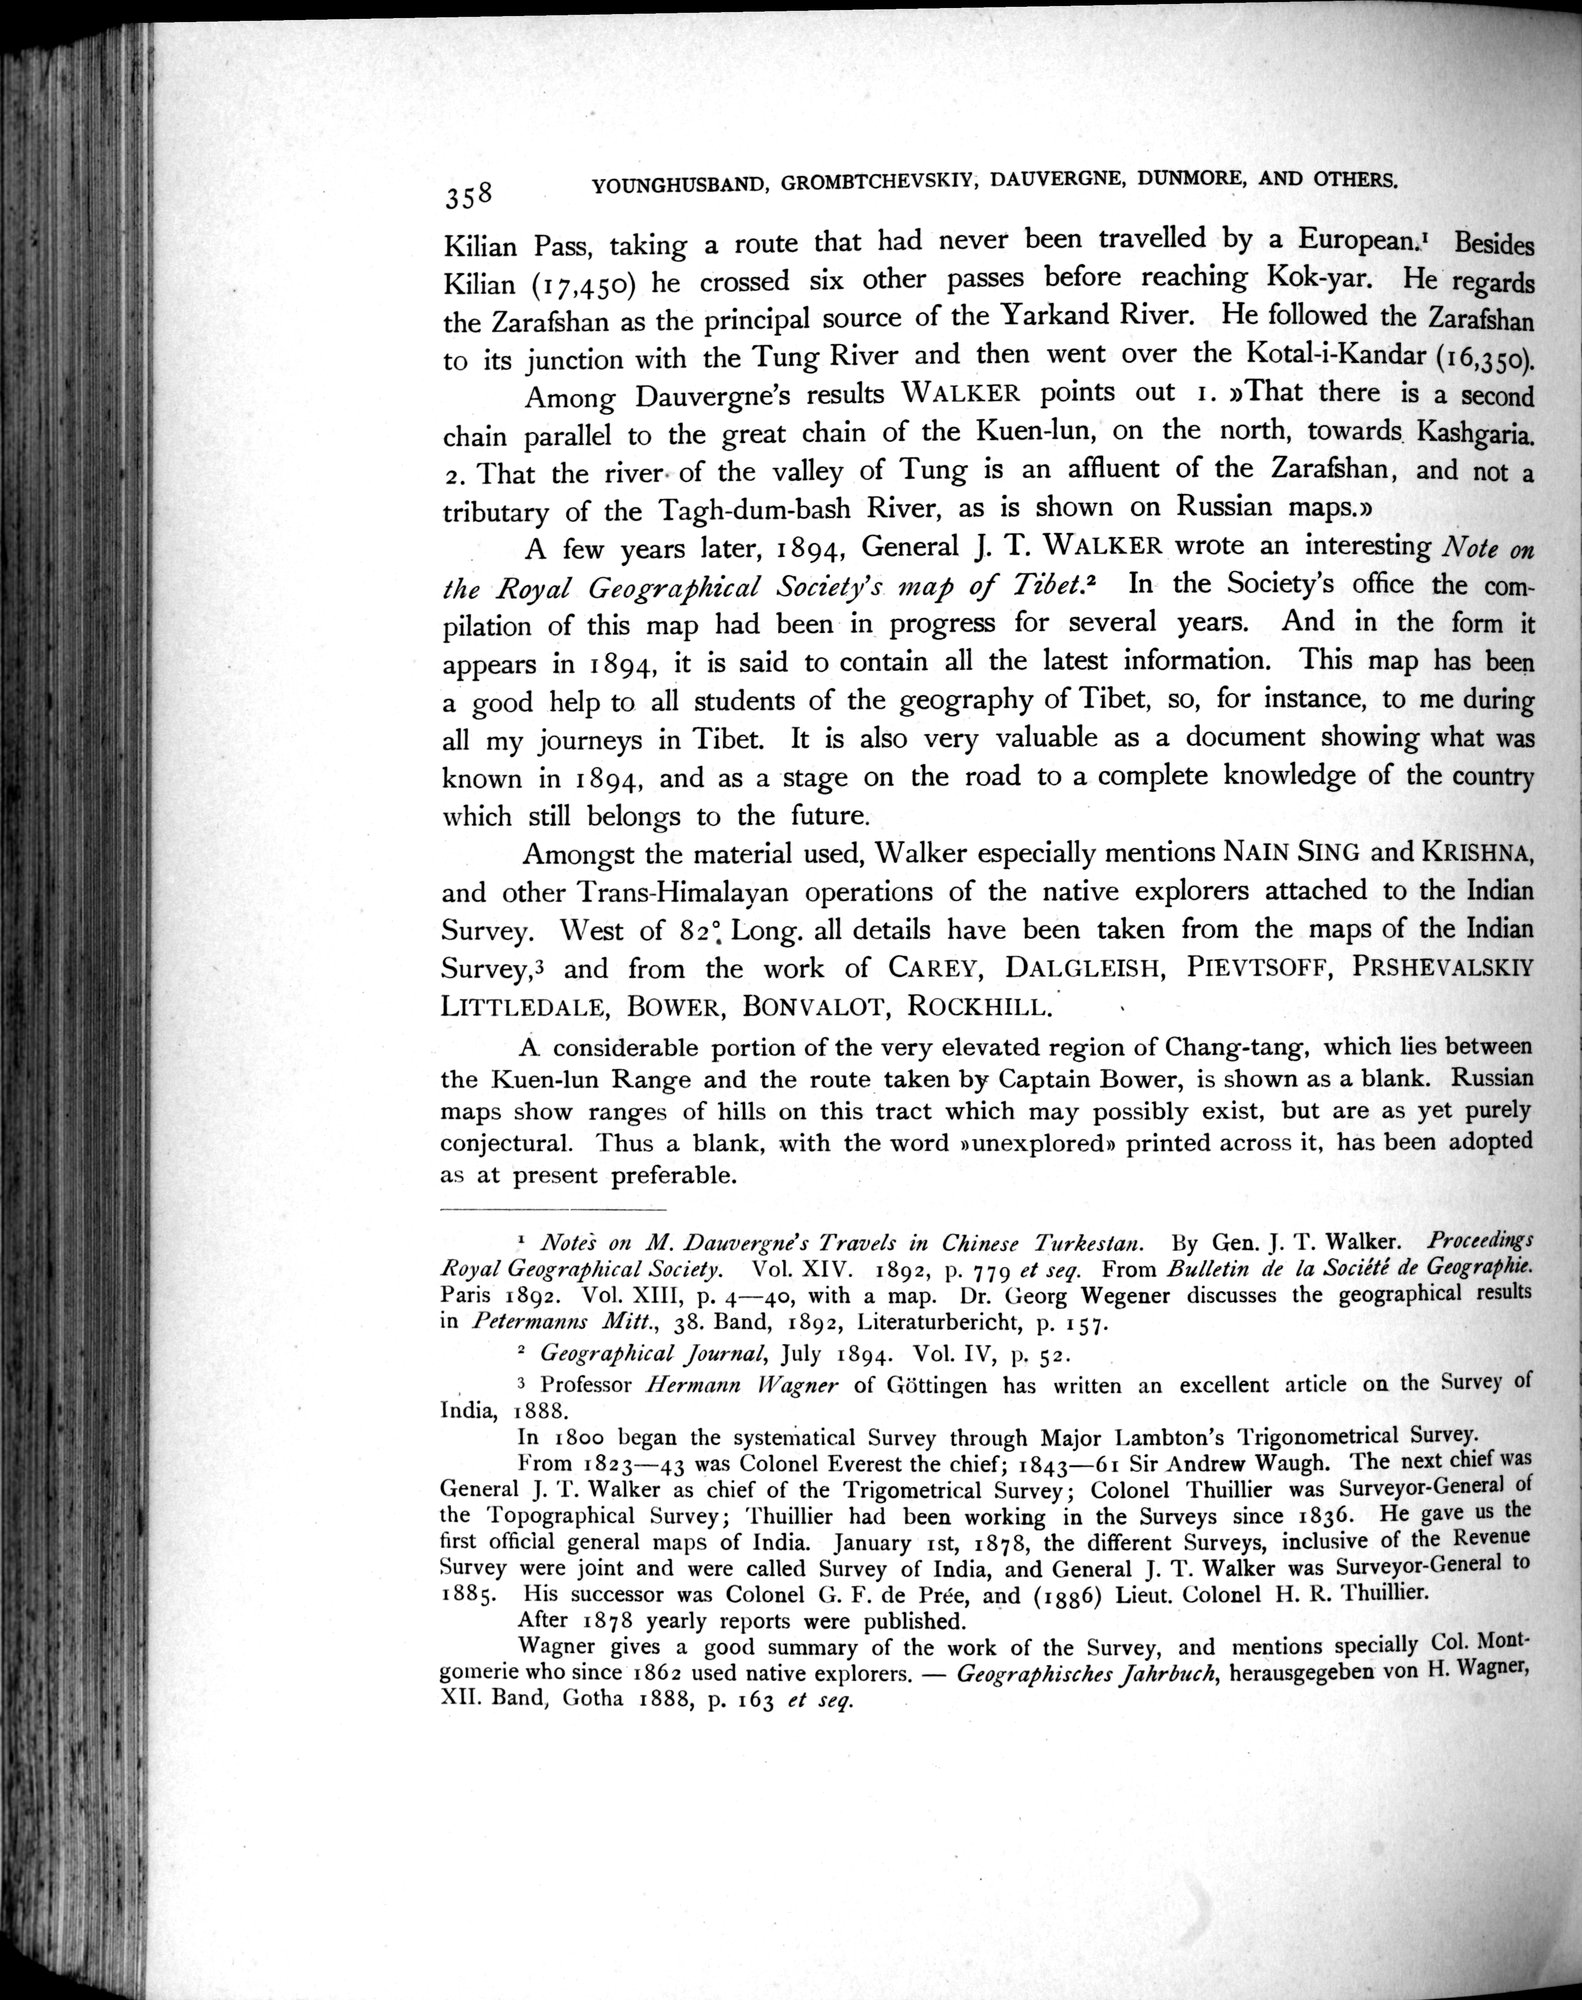 358 YOUNGHUSBAND, GROMBTCHEVSKIY, DAUVERGNE, DUNMORE, AND OTHERS.
Kilian Pass, taking a route that had never been travelled by a European.¹ Besides
Kilian (17,450) he crossed six other passes before reaching Kok-yar. He regards
the Zarafshan as the principal source of the Yarkand River. He followed the Zarafshan
to its junction with the Tung River and then went over the Kotal-i-Kandar (16,350).
Among Dauvergne's results WALKER points out 1. »That there is a second
chain parallel to the great chain of the Kuen-lun, on the north, towards Kashgaria.
2. That the river of the valley of Tung is an affluent of the Zarafshan, and not a
tributary of the Tagh-dum-bash River, as is shown on Russian maps.»
A few years later, 1894, General J. T. WALKER wrote an interesting Note on
the Royal Geographical Society's map of Tibet.² In the Society's office the com-
pilation of this map had been in progress for several years. And in the form it
appears in 1894, it is said to contain all the latest information. This map has been
a good help to all students of the geography of Tibet, so, for instance, to me during
all my journeys in Tibet. It is also very valuable as a document showing what was
known in 1894, and as a stage on the road to a complete knowledge of the country
which still belongs to the future.
Amongst the material used, Walker especially mentions NAIN SING and KRISHNA,
and other Trans-Himalayan operations of the native explorers attached to the Indian
Survey. West of 82° Long. all details have been taken from the maps of the Indian
Survey,³ and from the work of CAREY, DALGLEISH, PIEVTSOFF, PRSHEVALSKIY
LITTLEDALE, BOWER, BONVALOT, ROCKHILL.
A considerable portion of the very elevated region of Chang-tang, which lies between
the Kuen-lun Range and the route taken by Captain Bower, is shown as a blank. Russian
maps show ranges of hills on this tract which may possibly exist, but are as yet purely
conjectural. Thus a blank, with the word »unexplored» printed across it, has been adopted
as at present preferable.
¹ Notes on M. Dauvergne's Travels in Chinese Turkestan. By Gen. J. T. Walker. Proceedings
Royal Geographical Society. Vol. XIV. 1892, p. 779 et seq. From Bulletin de la Société de Geographie.
Paris 1892. Vol. XIII, p. 4—40, with a map. Dr. Georg Wegener discusses the geographical results
in Petermanns Mitt., 38. Band, 1892, Literaturbericht, p. 157.
² Geographical Journal, July 1894. Vol. IV, p. 52.
³ Professor Hermann Wagner of Göttingen has written an excellent article on the Survey of
India, 1888.
In 1800 began the systematical Survey through Major Lambton's Trigonometrical Survey.
From 1823—43 was Colonel Everest the chief; 1843—61 Sir Andrew Waugh. The next chief was
General J. T. Walker as chief of the Trigometrical Survey; Colonel Thuillier was Surveyor-General of
the Topographical Survey; Thuillier had been working in the Surveys since 1836. He gave us the
first official general maps of India. January 1st, 1878, the different Surveys, inclusive of the Revenue
Survey were joint and were called Survey of India, and General J. T. Walker was Surveyor-General to
1885. His successor was Colonel G. F. de Prée, and (1886) Lieut. Colonel H. R. Thuillier.
After 1878 yearly reports were published.
Wagner gives a good summary of the work of the Survey, and mentions specially Col. Mont-
gomerie who since 1862 used native explorers. — Geographisches Jahrbuch, herausgegeben von H. Wagner,
XII. Band, Gotha 1888, p. 163 et seq.